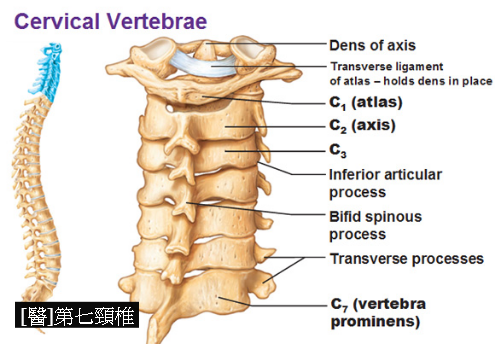 Cervical Vertebrae
Dens of axis
Transverse ligament
of atlas – holds dens in place
C₁ (atlas)
C₂ (axis)
C₃
Inferior articular
process
Bifid spinous
process
Transverse processes
C₇ (vertebra
prominens)
[醫]第七頸椎